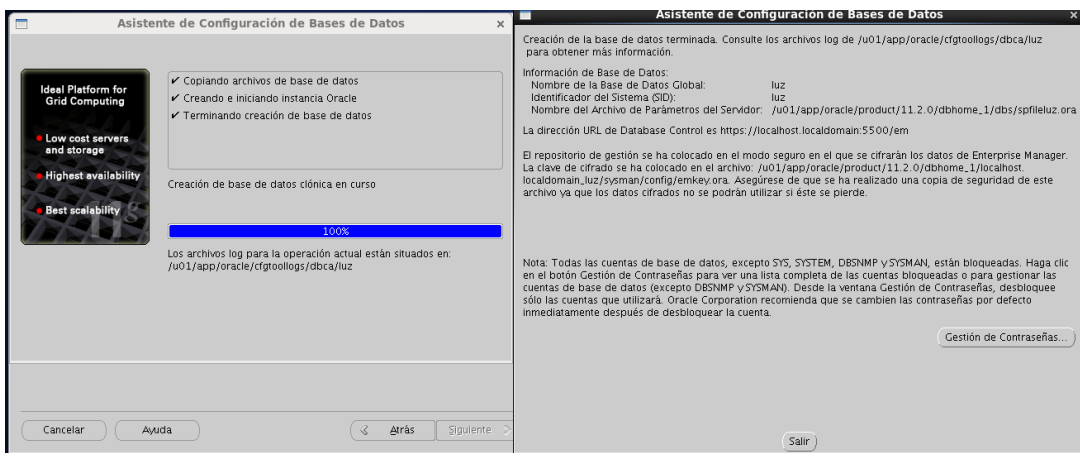 Asistente de Configuración de Bases de Datos
Ideal Platform for
Grid Computing
Low cost servers
and storage
Highest availability
Best scalability
11g
Copiando archivos de base de datos
Creando e iniciando instancia Oracle
Terminando creación de base de datos
Creación de base de datos clónica en curso
100%
Los archivos log para la operación actual están situados en:
/u01/app/oracle/cfgtoollogs/dbca/luz
Cancelar
Ayuda
Atrás
Siguiente
Asistente de Configuración de Bases de Datos
Creación de la base de datos terminada. Consulte los archivos log de /u01/app/oracle/cfgtoollogs/dbca/luz
para obtener más información.
Información de Base de Datos:
Nombre de la Base de Datos Global: luz
Identificador del Sistema (SID): luz
Nombre del Archivo de Parámetros del Servidor: /u01/app/oracle/product/11.2.0/dbhome_1/dbs/spfileluz.ora
La dirección URL de Database Control es https://localhost.localdomain:5500/em
El repositorio de gestión se ha colocado en el modo seguro en el que se cifrarán los datos de Enterprise Manager.
La clave de cifrado se ha colocado en el archivo: /u01/app/oracle/product/11.2.0/dbhome_1/localhost.
localdomain_luz/sysman/config/emkey.ora. Asegúrese de que se ha realizado una copia de seguridad de este
archivo ya que los datos cifrados no se podrán utilizar si éste se pierde.
Nota: Todas las cuentas de base de datos, excepto SYS, SYSTEM, DBSNMP y SYSMAN, están bloqueadas. Haga clic
en el botón Gestión de Contraseñas para ver una lista completa de las cuentas bloqueadas o para gestionar las
cuentas de base de datos (excepto DBSNMP y SYSMAN). Desde la ventana Gestión de Contraseñas, desbloquee
sólo las cuentas que utilizará. Oracle Corporation recomienda que se cambien las contraseñas por defecto
inmediatamente después de desbloquear la cuenta.
Gestión de Contraseñas...
Salir